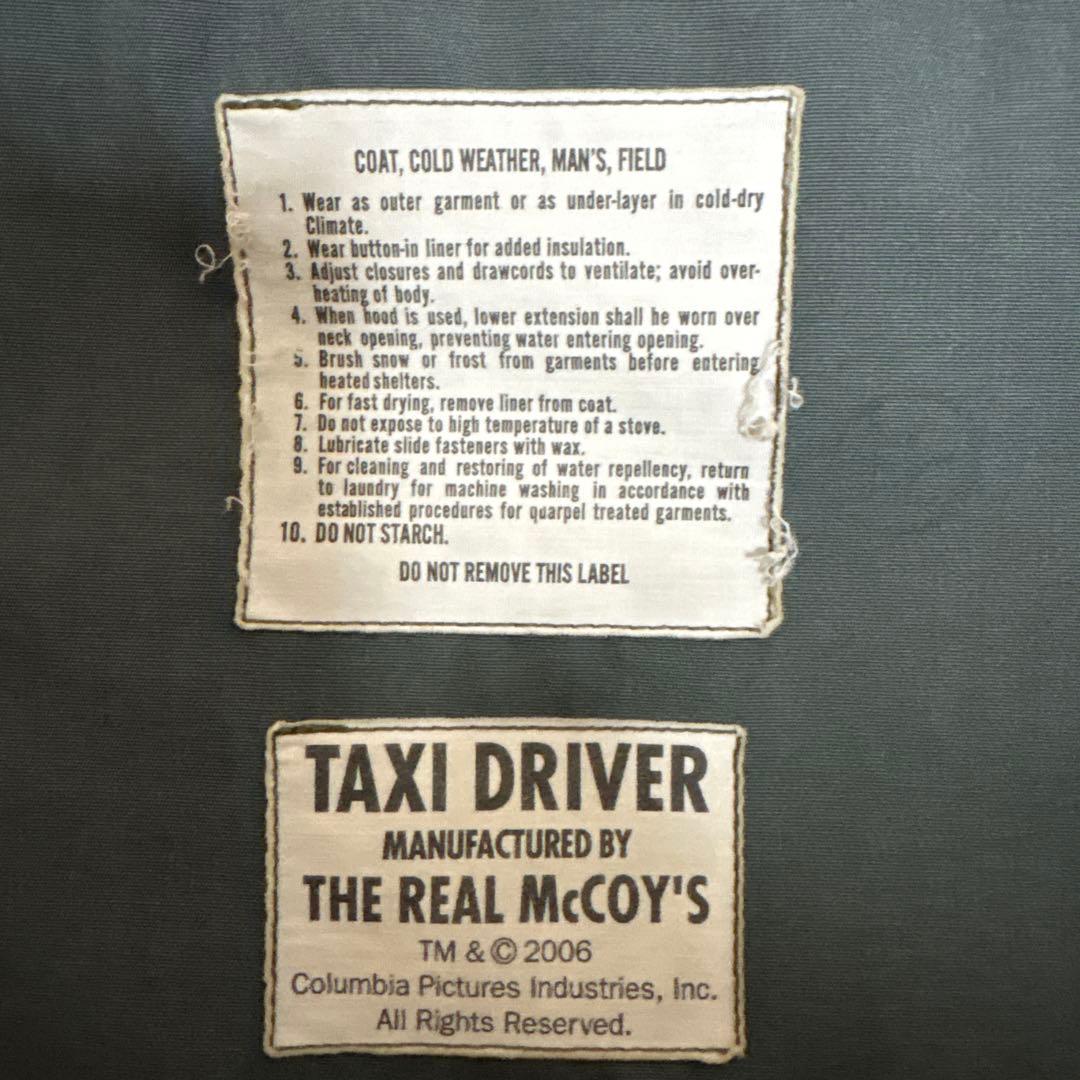 COAT, COLD WEATHER, MAN'S, FIELD
1. Wear as outer garment or as under-layer in cold-dry
Climate.
2. Wear button-in liner for added insulation.
3. Adjust closures and drawcords to ventilate; avoid over-
heating of body.
4. When hood is used, lower extension shall be worn over
neck opening, preventing water entering opening.
5. Brush snow or frost from garments before entering
heated shelters.
6. For fast drying, remove liner from coat.
7. Do not expose to high temperature of a stove.
8. Lubricate slide fasteners with wax.
9. For cleaning and restoring of water repellency, return
to laundry for machine washing in accordance with
established procedures for quarpel treated garments.
10. DO NOT STARCH.
DO NOT REMOVE THIS LABEL
TAXI DRIVER
MANUFACTURED BY
THE REAL McCOY'S
TM & © 2006
Columbia Pictures Industries, Inc.
All Rights Reserved.